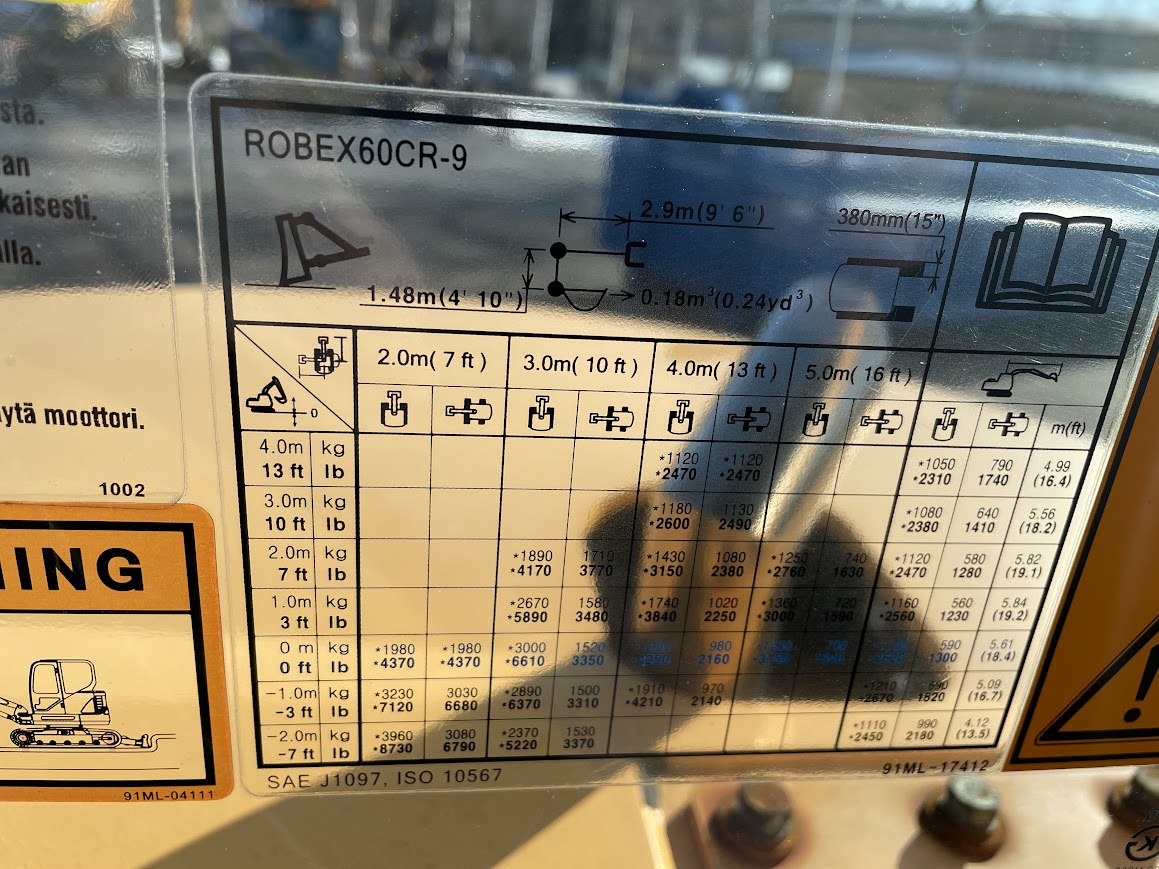 sta.
an
kaisesti.
lla.
ytä moottori.
1002
NING
91ML-04111
ROBEX60CR-9
2.9m(9' 6")
380mm(15")
1.48m(4' 10")
0.18m³(0.24yd³)
2.0m( 7 ft ) 3.0m( 10 ft ) 4.0m( 13 ft ) 5.0m( 16 ft )
0
m(ft)
4.0m kg *1120 *1120 *1050 790 4.99
13 ft lb *2470 *2470 *2310 1740 (16.4)
3.0m kg *1180 1130 *1080 640 5.56
10 ft lb *2600 2490 *2380 1410 (18.2)
2.0m kg *1890 1710 *1430 1080 *1250 740 *1120 580 5.82
7 ft lb *4170 3770 *3150 2380 *2760 1630 *2470 1280 (19.1)
1.0m kg *2670 1580 *1740 1020 *1360 720 *1160 560 5.84
3 ft lb *5890 3480 *3840 2250 *3000 1590 *2560 1230 (19.2)
0 m kg *1980 *1980 *3000 1520 980 590 5.61
0 ft lb *4370 *4370 *6610 3350 2160 1300 (18.4)
-1.0m kg *3230 3030 *2890 1500 *1910 970 *1210 690 5.09
-3 ft lb *7120 6680 *6370 3310 *4210 2140 *2670 1520 (16.7)
-2.0m kg *3960 3080 *2370 1530 *1110 990 4.12
-7 ft lb *8730 6790 *5220 3370 *2450 2180 (13.5)
SAE J1097, ISO 10567
91ML-17412